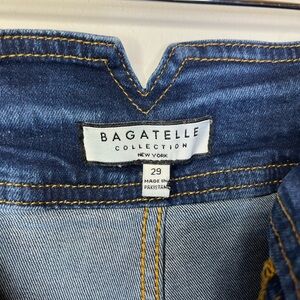 BAGATELLE
COLLECTION
NEW YORK
29
MADE IN
PAKISTAN